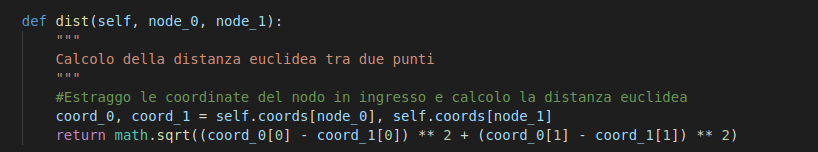 def dist(self, node_0, node_1):
"""
Calcolo della distanza euclidea tra due punti
"""
#Estraggo le coordinate del nodo in ingresso e calcolo la distanza euclidea
coord_0, coord_1 = self.coords[node_0], self.coords[node_1]
return math.sqrt((coord_0[0] - coord_1[0]) ** 2 + (coord_0[1] - coord_1[1]) ** 2)